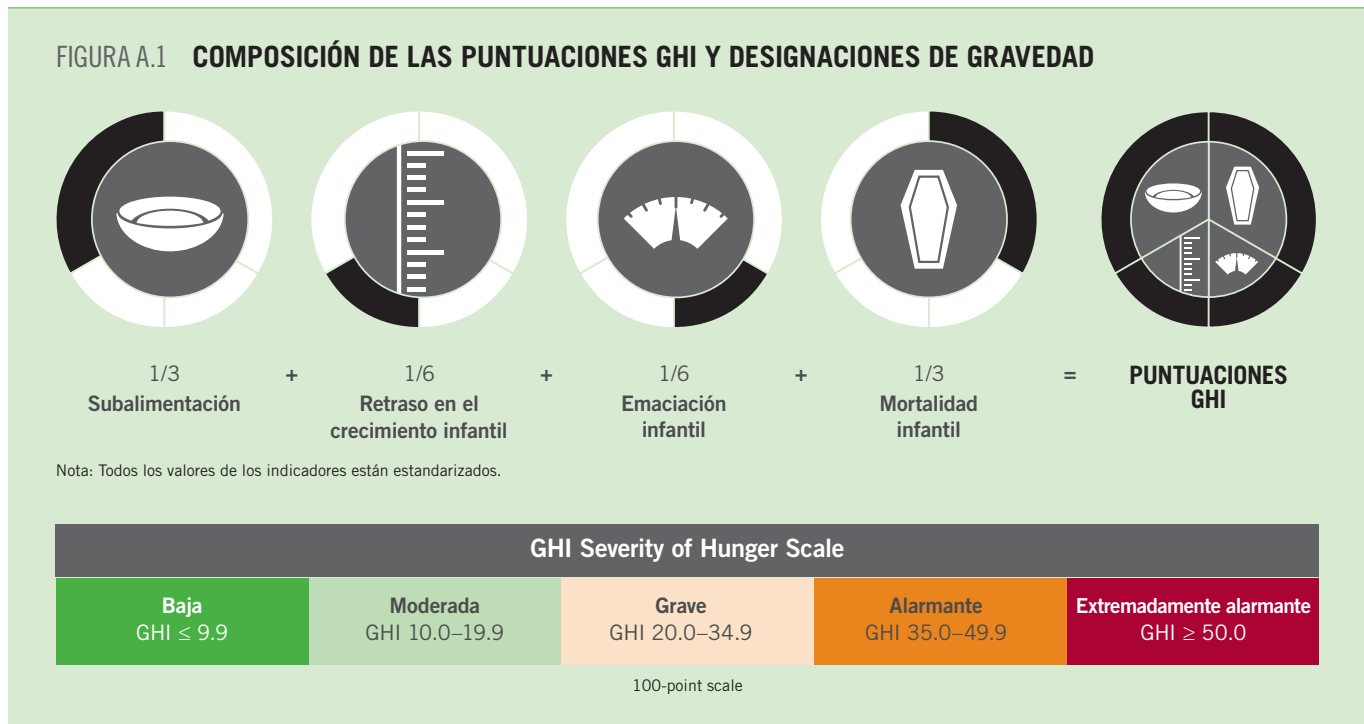 FIGURA A.1 COMPOSICIÓN DE LAS PUNTUACIONES GHI Y DESIGNACIONES DE GRAVEDAD
1/3 + 1/6 + 1/6 + 1/3 = PUNTUACIONES GHI
Subalimentación
Retraso en el
crecimiento infantil
Emaciación
infantil
Mortalidad
infantil
Nota: Todos los valores de los indicadores están estandarizados.
GHI Severity of Hunger Scale
Baja
GHI ≤ 9.9
Moderada
GHI 10.0–19.9
Grave
GHI 20.0–34.9
Alarmante
GHI 35.0–49.9
Extremadamente alarmante
GHI ≥ 50.0
100-point scale